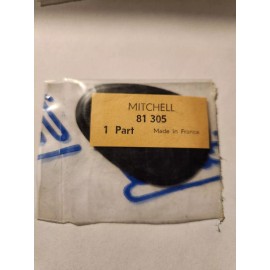 MITCHELL
81 305
1 Part Made in France